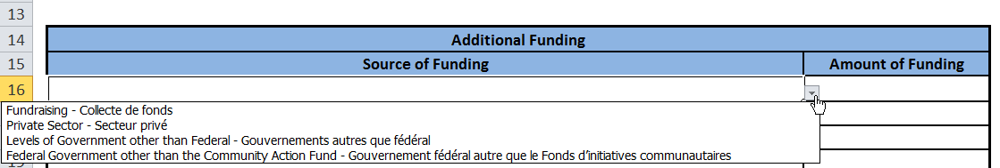 13
14 Additional Funding
15 Source of Funding Amount of Funding
16
Fundraising - Collecte de fonds
Private Sector - Secteur privé
Levels of Government other than Federal - Gouvernements autres que fédéral
Federal Government other than the Community Action Fund - Gouvernement fédéral autre que le Fonds d'initiatives communautaires